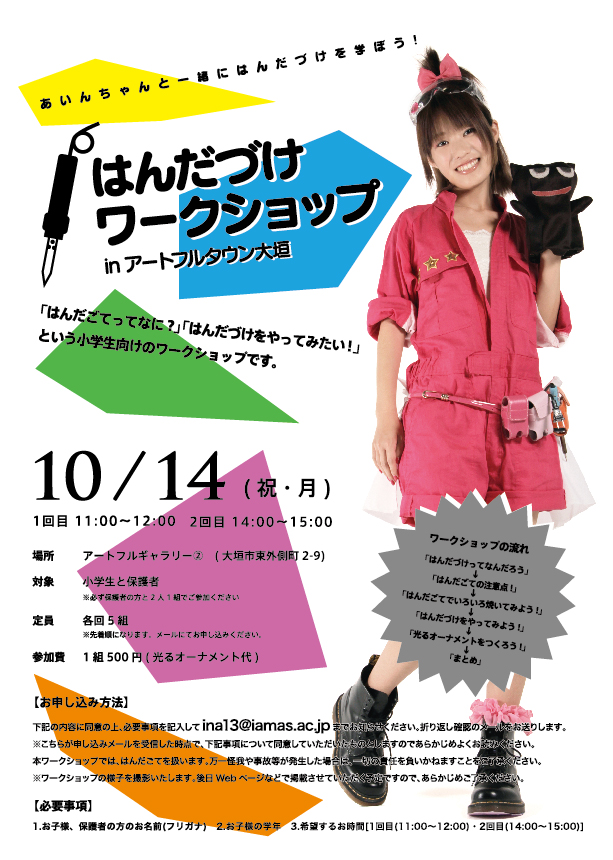 あいんちゃんと一緒にはんだづけを学ぼう！
はんだづけ
ワークショップ
in アートフルタウン大垣
「はんだごてってなに？」「はんだづけをやってみたい！」
という小学生向けのワークショップです。
10/14 (祝・月)
1回目 11:00〜12:00　2回目 14:00〜15:00
場所　アートフルギャラリー②　(大垣市東外側町2-9)
対象　小学生と保護者
※必ず保護者の方と2人1組でご参加ください
定員　各回5組
※先着順になります。メールにてお申し込みください。
参加費　1組500円(光るオーナメント代)
ワークショップの流れ
「はんだづけってなんだろう」
↓
「はんだごての注意点！」
↓
「はんだごてでいろいろ焼いてみよう！」
↓
「はんだづけをやってみよう！」
↓
「光るオーナメントをつくろう！」
↓
「まとめ」
【お申し込み方法】
下記の内容に同意の上、必要事項を記入して ina13@iamas.ac.jp までお知らせください。折り返し確認のメールをお送りします。
※こちらが申し込みメールを受信した時点で、下記事項について同意していただいたものとしますのであらかじめよくお読みください。
本ワークショップでは、はんだごてを扱います。万一怪我や事故等が発生した場合は、一切の責任を負いかねますことをご了承ください。
※ワークショップの様子を撮影いたします。後日Webページなどで掲載させていただく予定ですので、あらかじめご了承ください。
【必要事項】
1.お子様、保護者の方のお名前(フリガナ)　2.お子様の学年　3.希望するお時間[1回目(11:00〜12:00)・2回目(14:00〜15:00)]